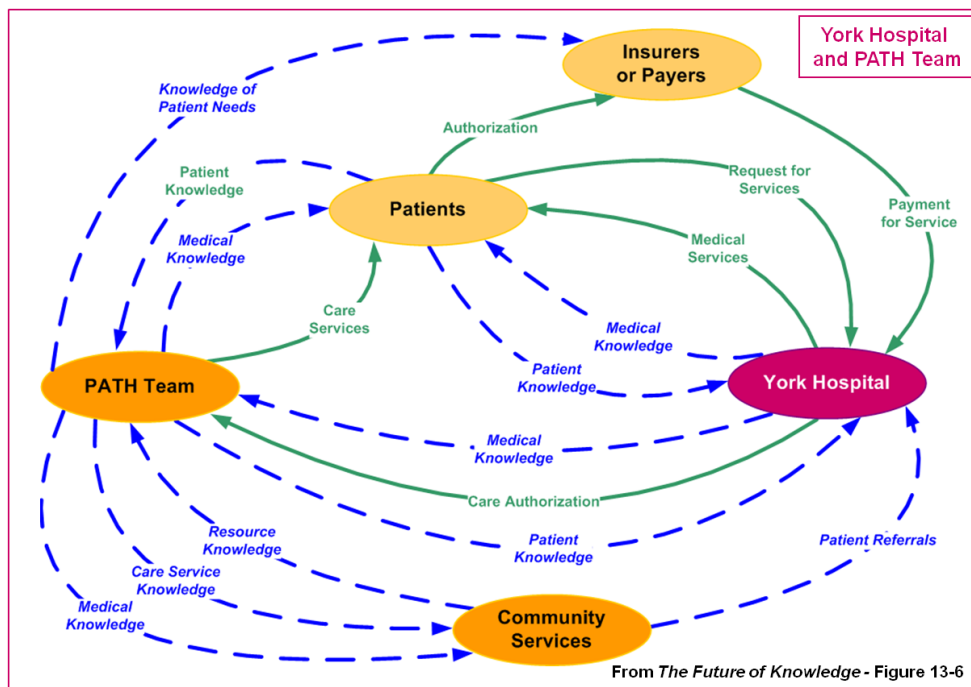 York Hospital
and PATH Team
Insurers
or Payers
Knowledge of
Patient Needs
Authorization
Patient
Knowledge
Request for
Services
Patients
Payment
for Service
Medical
Knowledge
Medical
Services
Care
Services
Medical
Knowledge
PATH Team
Patient
Knowledge
York Hospital
Medical
Knowledge
Care Authorization
Resource
Knowledge
Patient
Knowledge
Patient Referrals
Care Service
Knowledge
Medical
Knowledge
Community
Services
From The Future of Knowledge - Figure 13-6